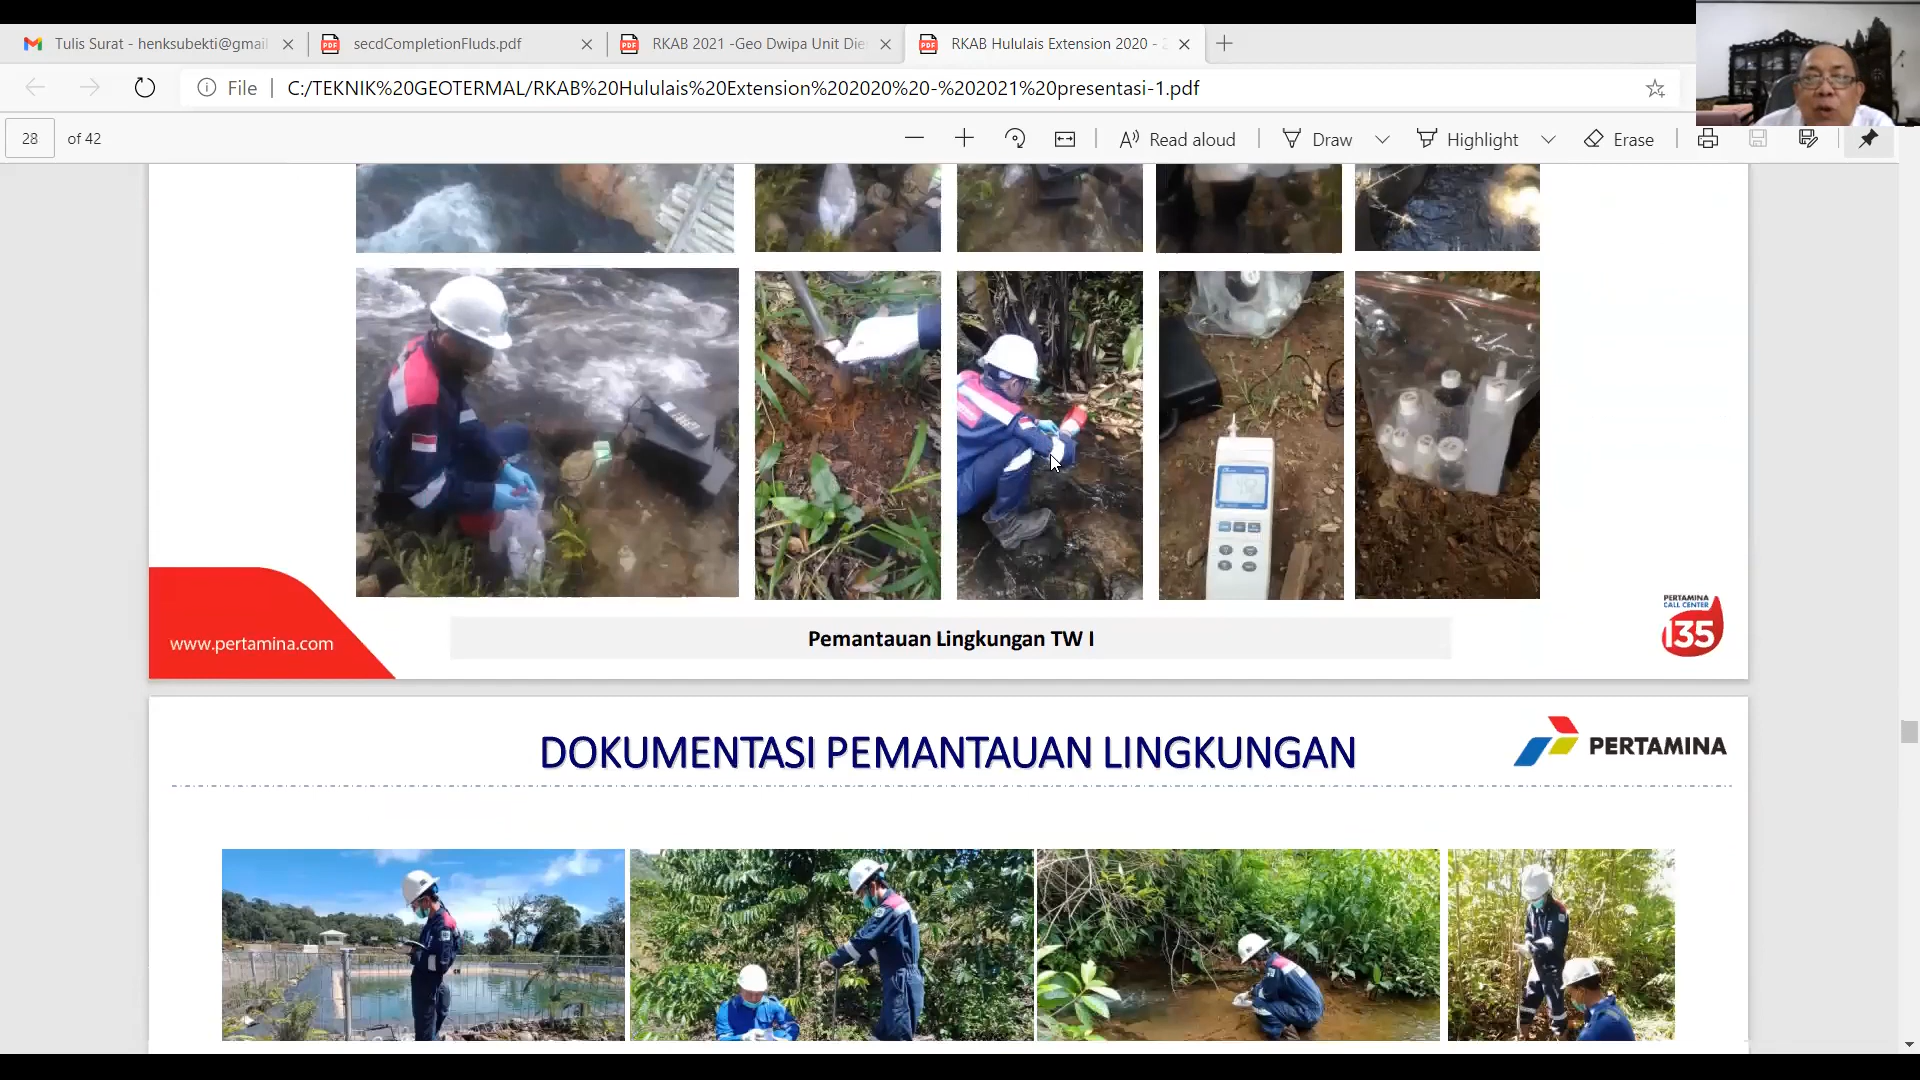 Tulis Surat - henksubekti@gmail
secdCompletionFluds.pdf
RKAB 2021 -Geo Dwipa Unit Die
RKAB Hululais Extension 2020 - 2
File
C:/TEKNIK%20GEOTERMAL/RKAB%20Hululais%20Extension%202020%20-%202021%20presentasi-1.pdf
28 of 42
Read aloud
Draw
Highlight
Erase
www.pertamina.com
Pemantauan Lingkungan TW I
PERTAMINA
CALL CENTER
135
DOKUMENTASI PEMANTAUAN LINGKUNGAN
PERTAMINA